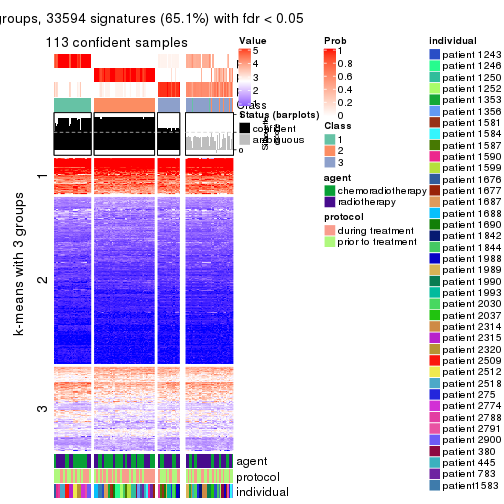 groups, 33594 signatures (65.1%) with fdr < 0.05
113 confident samples
k-means with 3 groups
1
2
3
Class
0
agent
protocol
individual
Value
5
4
3
2
1
Status (barplots)
confident
ambiguous
Prob
1
0.8
0.6
0.4
0.2
0
Class
1
2
3
agent
chemoradiotherapy
radiotherapy
protocol
during treatment
prior to treatment
individual
patient 1243
patient 1246
patient 1250
patient 1252
patient 1353
patient 1356
patient 1581
patient 1584
patient 1587
patient 1590
patient 1599
patient 1676
patient 1677
patient 1687
patient 1688
patient 1690
patient 1842
patient 1844
patient 1988
patient 1989
patient 1990
patient 1993
patient 2030
patient 2037
patient 2314
patient 2315
patient 2320
patient 2509
patient 2512
patient 2518
patient 275
patient 2774
patient 2788
patient 2791
patient 2900
patient 380
patient 445
patient 783
patient1583